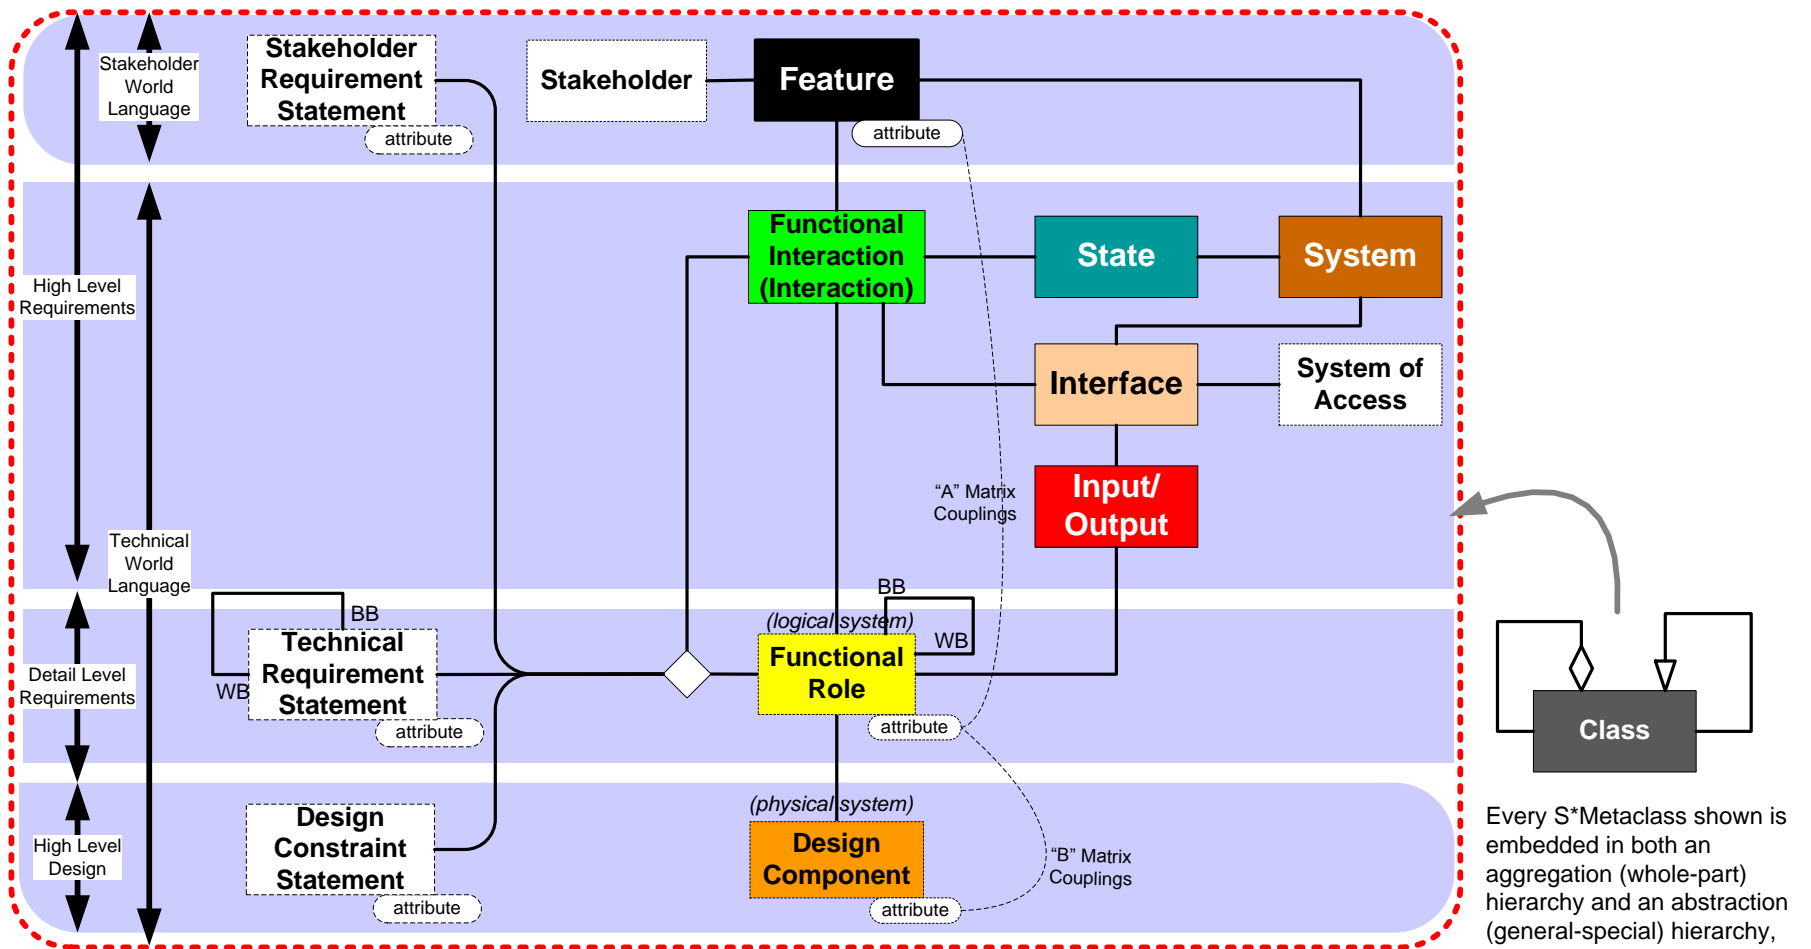 Stakeholder
World
Language
Stakeholder
Requirement
Statement
attribute
Stakeholder
Feature
attribute
High Level
Requirements
Technical
World
Language
Functional
Interaction
(Interaction)
State
System
Interface
System of
Access
“A” Matrix
Couplings
Input/
Output
Detail Level
Requirements
BB
WB
Technical
Requirement
Statement
attribute
(logical system)
BB
WB
Functional
Role
attribute
High Level
Design
Design
Constraint
Statement
attribute
(physical system)
Design
Component
attribute
“B” Matrix
Couplings
Class
Every S*Metaclass shown is
embedded in both an
aggregation (whole-part)
hierarchy and an abstraction
(general-special) hierarchy,